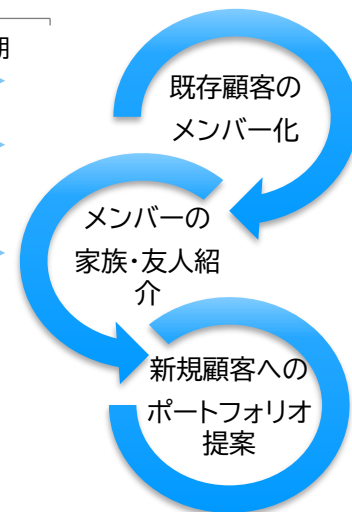 期
既存顧客の
メンバー化
メンバーの
家族・友人紹
介
新規顧客への
ポートフォリオ
提案